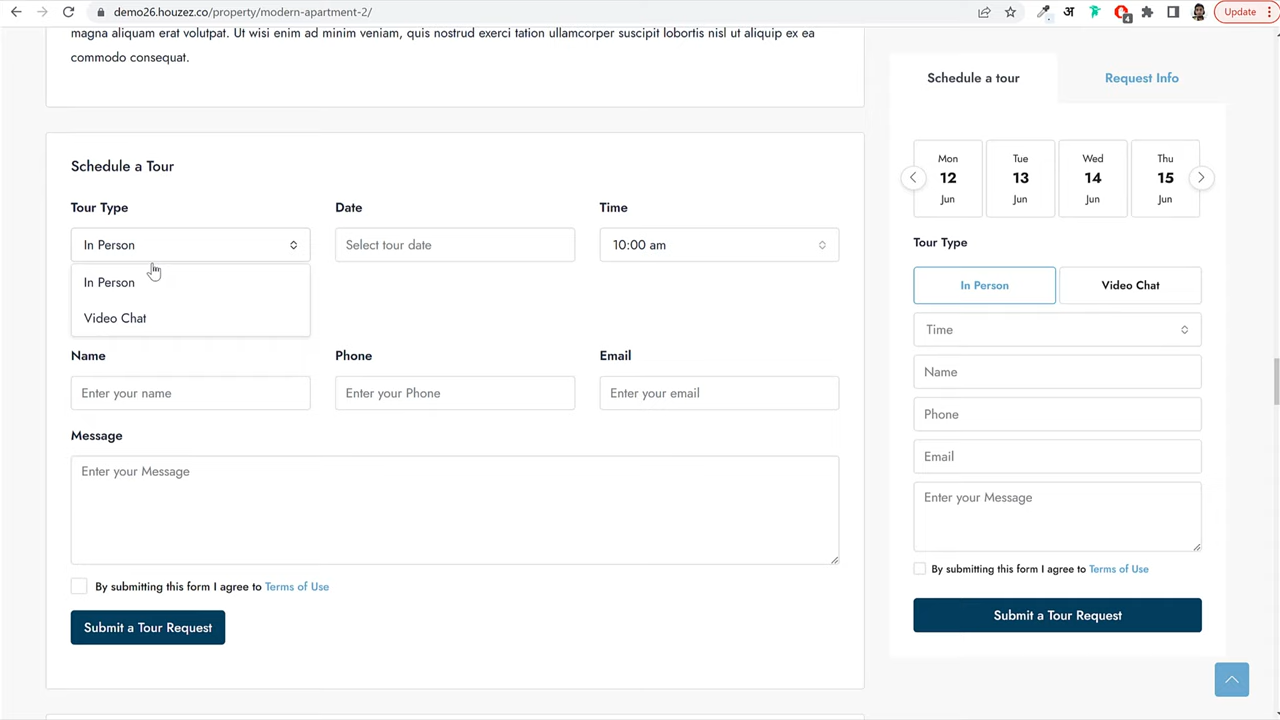 demo26.houzez.co/property/modern-apartment-2/
अ
4
Update
magna aliquam erat volutpat. Ut wisi enim ad minim veniam, quis nostrud exerci tation ullamcorper suscipit lobortis nisl ut aliquip ex ea
commodo consequat.
Schedule a Tour
Tour Type
Date
Time
In Person
Select tour date
10:00 am
In Person
Video Chat
Name
Phone
Email
Enter your name
Enter your Phone
Enter your email
Message
Enter your Message
By submitting this form I agree to Terms of Use
Submit a Tour Request
Schedule a tour
Request Info
Mon
12
Jun
Tue
13
Jun
Wed
14
Jun
Thu
15
Jun
Tour Type
In Person
Video Chat
Time
Name
Phone
Email
Enter your Message
By submitting this form I agree to Terms of Use
Submit a Tour Request